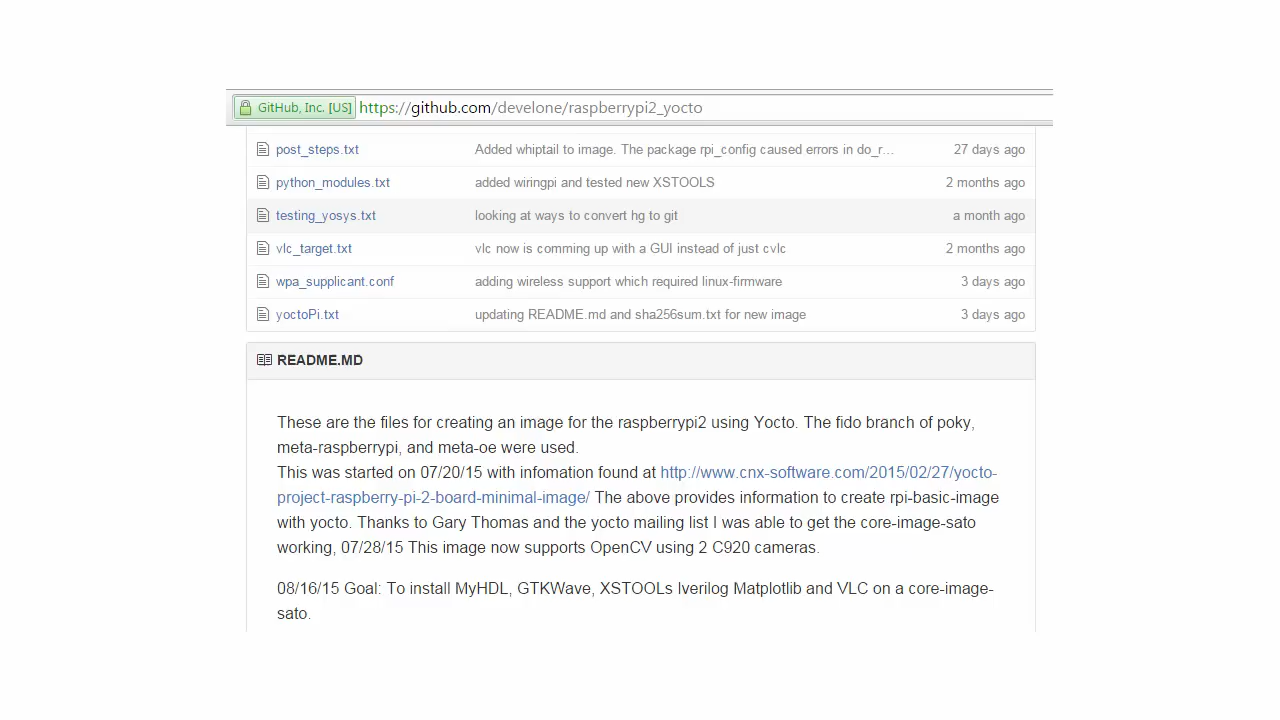 GitHub, Inc. [US] https://github.com/develone/raspberrypi2_yocto
post_steps.txt Added whiptail to image. The package rpi_config caused errors in do_r... 27 days ago
python_modules.txt added wiringpi and tested new XSTOOLS 2 months ago
testing_yosys.txt looking at ways to convert hg to git a month ago
vlc_target.txt vlc now is comming up with a GUI instead of just cvlc 2 months ago
wpa_supplicant.conf adding wireless support which required linux-firmware 3 days ago
yoctoPi.txt updating README.md and sha256sum.txt for new image 3 days ago
README.MD
These are the files for creating an image for the raspberrypi2 using Yocto. The fido branch of poky,
meta-raspberrypi, and meta-oe were used.
This was started on 07/20/15 with infomation found at http://www.cnx-software.com/2015/02/27/yocto-
project-raspberry-pi-2-board-minimal-image/ The above provides information to create rpi-basic-image
with yocto. Thanks to Gary Thomas and the yocto mailing list I was able to get the core-image-sato
working, 07/28/15 This image now supports OpenCV using 2 C920 cameras.
08/16/15 Goal: To install MyHDL, GTKWave, XSTOOLs Iverilog Matplotlib and VLC on a core-image-
sato.